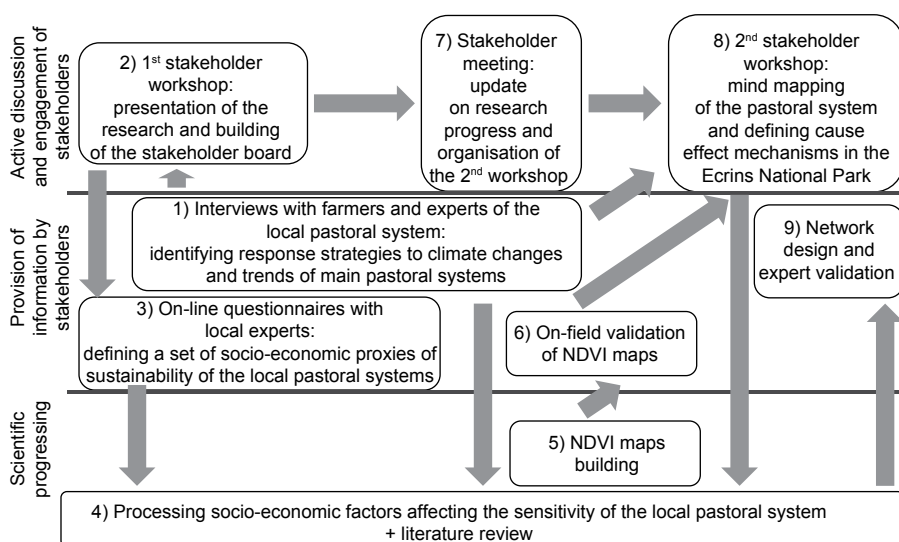 Active discussion
and engagement of
stakeholders
2) 1st stakeholder
workshop:
presentation of the
research and building
of the stakeholder board
7) Stakeholder
meeting:
update
on research
progress and
organisation of
the 2nd workshop
8) 2nd stakeholder
workshop:
mind mapping
of the pastoral system
and defining cause
effect mechanisms in the
Ecrins National Park
Provision of
information by
stakeholders
1) Interviews with farmers and experts of the
local pastoral system:
identifying response strategies to climate changes
and trends of main pastoral systems
9) Network
design and
expert validation
3) On-line questionnaires with
local experts:
defining a set of socio-economic proxies of
sustainability of the local pastoral systems
6) On-field validation
of NDVI maps
Scientific
progressing
5) NDVI maps
building
4) Processing socio-economic factors affecting the sensitivity of the local pastoral system
+ literature review